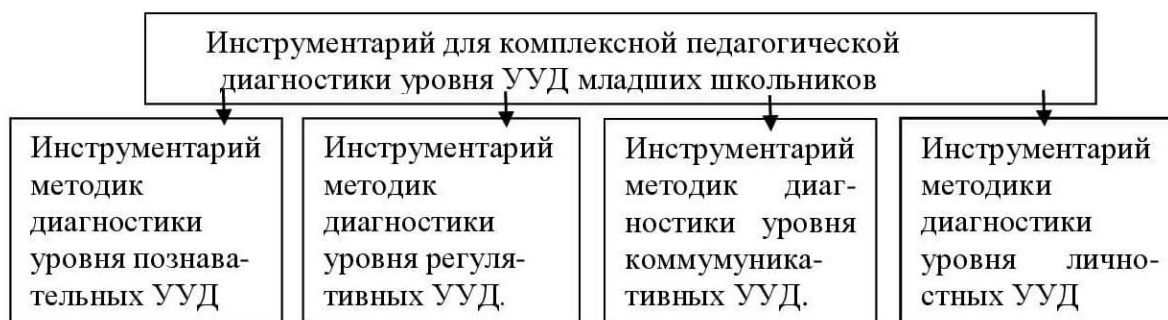 Инструментарий для комплексной педагогической
диагностики уровня УУД младших школьников
Инструментарий
методик
диагностики
уровня познава-
тельных УУД
Инструментарий
методик
диагностики
уровня регуля-
тивных УУД.
Инструментарий
методик диаг-
ностики уровня
коммумуника-
тивных УУД.
Инструментарий
методики
диагностики
уровня лично-
стных УУД